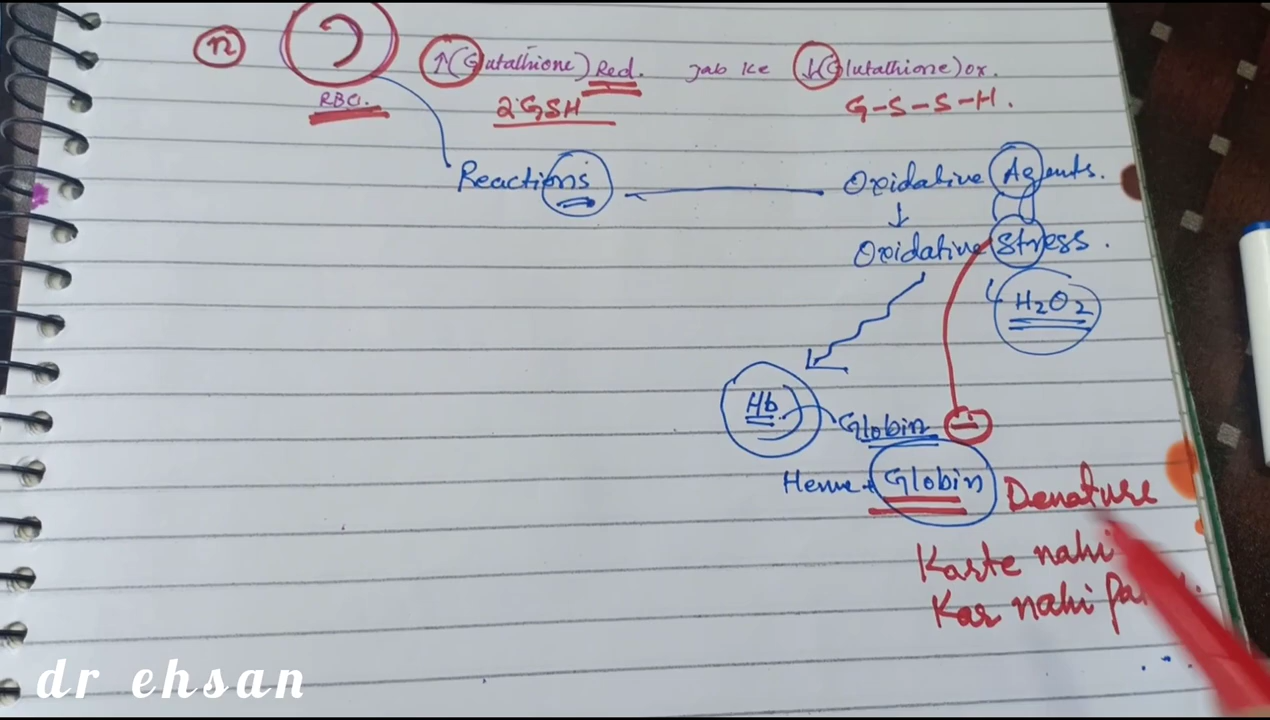 n ↑(Glutathione) Red. Jab ke ↓(Glutathione) ox.
RBC.
2GSH
G-S-S-H.
Reactions
Oxidative Agents.
↓
Oxidative Stress.
H2O2
Hb
Globin -
Heme + Globin Denature
Karte nahi
Kar nahi
dr ehsan